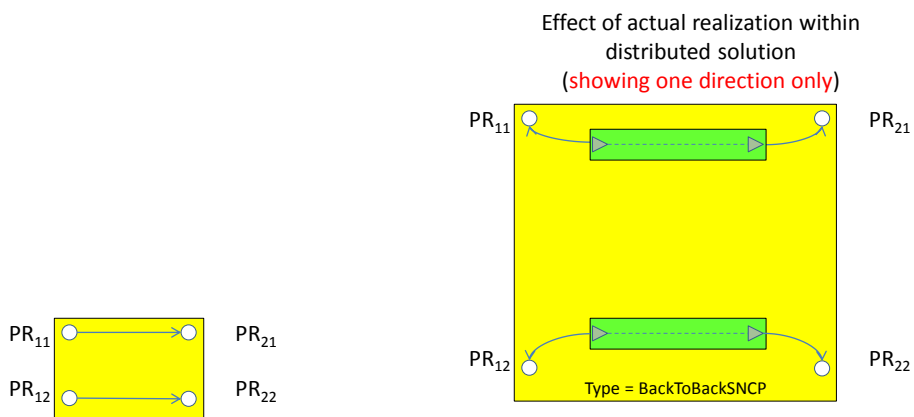 Effect of actual realization within
distributed solution
(showing one direction only)
PR11
PR21
PR12
PR22
Type = BackToBackSNCP
PR11
PR21
PR12
PR22